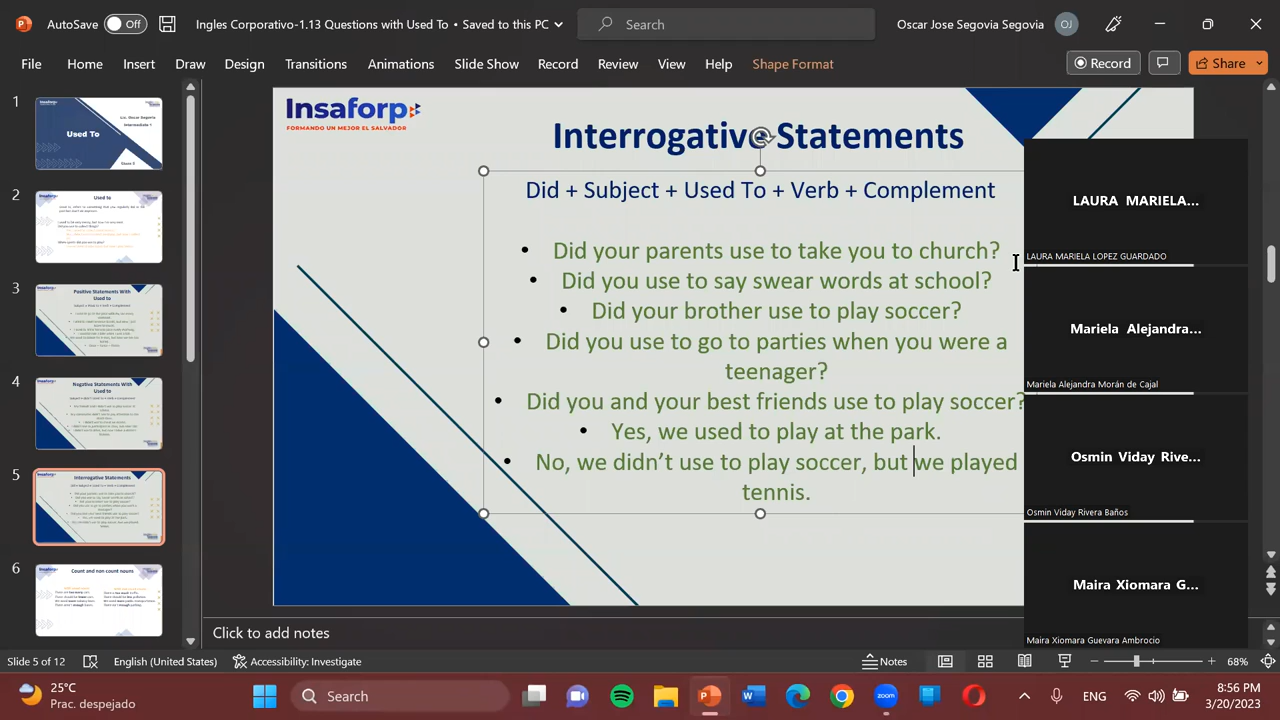 AutoSave Off Ingles Corporativo-1.13 Questions with Used To • Saved to this PC Search Oscar Jose Segovia Segovia OJ
File Home Insert Draw Design Transitions Animations Slide Show Record Review View Help Shape Format Record Share
1
Used To
2
Used to
3
Positive Statements With
Used to
4
Negative Statements With
Used to
5
Interrogative Statements
6
Count and non count nouns
Insaforp
FORMANDO UN MEJOR EL SALVADOR
Interrogative Statements
Did + Subject + Used To + Verb + Complement
• Did your parents use to take you to church?
• Did you use to say swear words at school?
• Did your brother use to play soccer?
• Did you use to go to parties when you were a
teenager?
• Did you and your best friends use to play soccer?
• Yes, we used to play at the park.
• No, we didn't use to play soccer, but we played
tennis.
LAURA MARIELA...
LAURA MARIELA LOPEZ GUARDADO
Mariela Alejandra...
Mariela Alejandra Morán de Cajal
Osmin Viday Rive...
Osmin Viday Rivera Baños
Maira Xiomara G...
Maira Xiomara Guevara Ambrocio
Click to add notes
Slide 5 of 12 English (United States) Accessibility: Investigate Notes 68%
25°C
Prac. despejado
Search
ENG
8:56 PM
3/20/2023